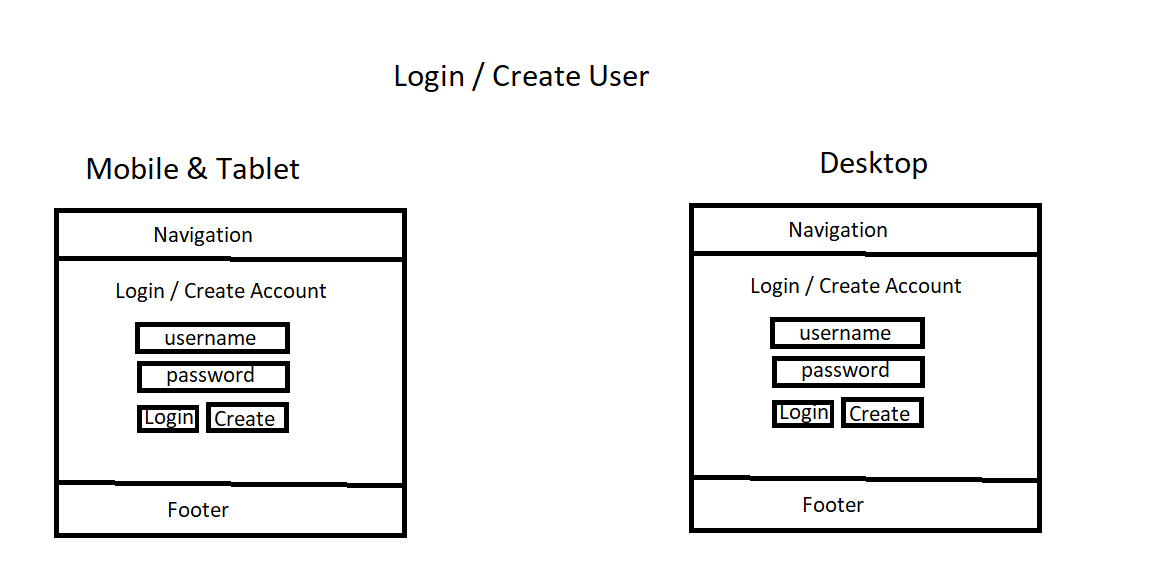 Login / Create User
Mobile & Tablet
Navigation
Login / Create Account
username
password
Login
Create
Footer
Desktop
Navigation
Login / Create Account
username
password
Login
Create
Footer